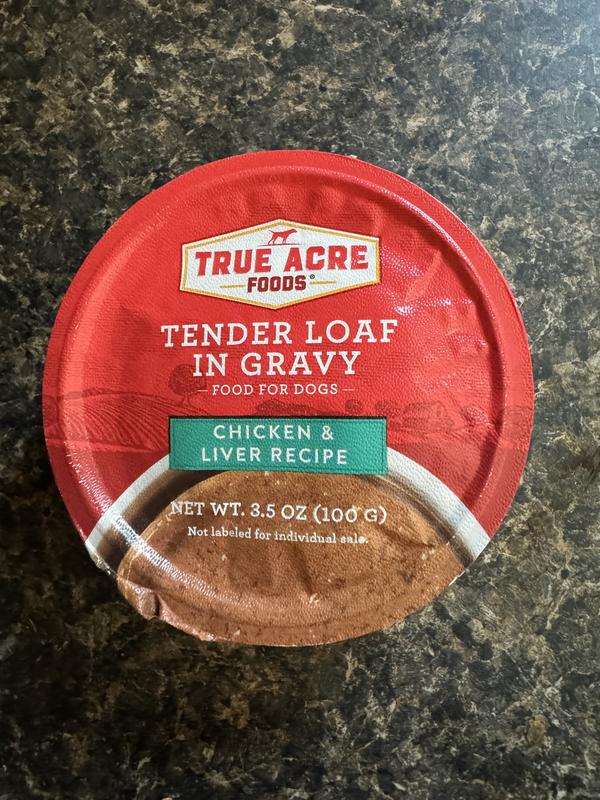 TRUE ACRE
FOODS®
TENDER LOAF
IN GRAVY
— FOOD FOR DOGS —
CHICKEN &
LIVER RECIPE
NET WT. 3.5 OZ (100 G)
Not labeled for individual sale.